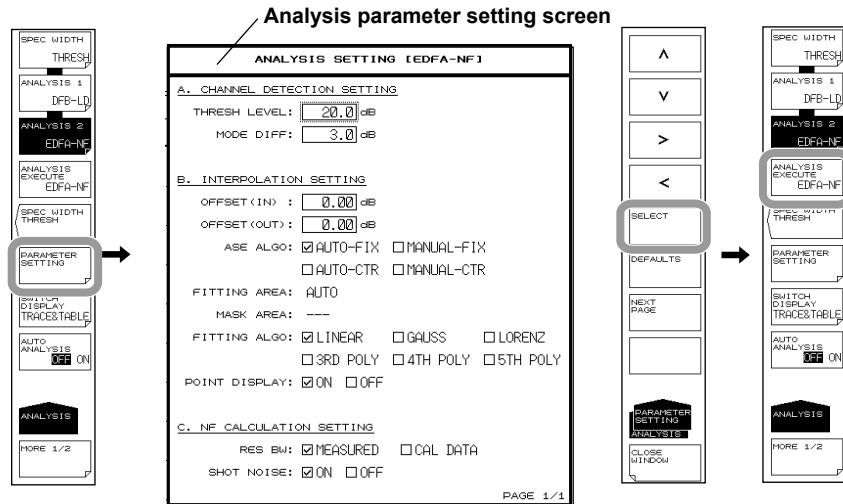 Analysis parameter setting screen
SPEC WIDTH
THRESH
ANALYSIS 1
DFB-LD
ANALYSIS 2
EDFA-NF
ANALYSIS
EXECUTE
EDFA-NF
SPEC WIDTH
THRESH
PARAMETER
SETTING
SWITCH
DISPLAY
TRACE&TABLE
AUTO
ANALYSIS
OFF ON
ANALYSIS
MORE 1/2
ANALYSIS SETTING [EDFA-NF]
A. CHANNEL DETECTION SETTING
THRESH LEVEL: 20.0 dB
MODE DIFF: 3.0 dB
B. INTERPOLATION SETTING
OFFSET(IN) : 0.00 dB
OFFSET(OUT): 0.00 dB
ASE ALGO: ☑AUTO-FIX ☐MANUAL-FIX
☐AUTO-CTR ☐MANUAL-CTR
FITTING AREA: AUTO
MASK AREA: ---
FITTING ALGO: ☑LINEAR ☐GAUSS ☐LORENZ
☐3RD POLY ☐4TH POLY ☐5TH POLY
POINT DISPLAY: ☑ON ☐OFF
C. NF CALCULATION SETTING
RES BW: ☑MEASURED ☐CAL DATA
SHOT NOISE: ☑ON ☐OFF
PAGE 1/1
∧
∨
>
<
SELECT
DEFAULTS
NEXT
PAGE
PARAMETER
SETTING
ANALYSIS
CLOSE
WINDOW
SPEC WIDTH
THRESH
ANALYSIS 1
DFB-LD
ANALYSIS 2
EDFA-NF
ANALYSIS
EXECUTE
EDFA-NF
SPEC WIDTH
THRESH
PARAMETER
SETTING
SWITCH
DISPLAY
TRACE&TABLE
AUTO
ANALYSIS
OFF ON
ANALYSIS
MORE 1/2